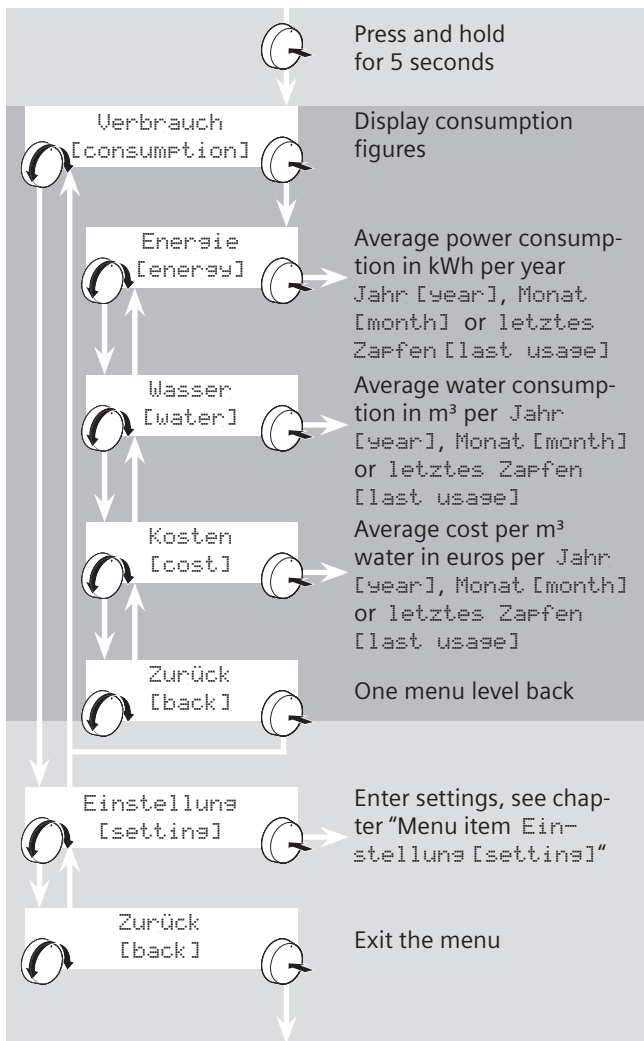 Press and hold
for 5 seconds
Verbrauch
[consumption]
Display consumption
figures
Energie
[energy]
Average power consump-
tion in kWh per year
Jahr [year], Monat
[month] or letztes
Zapfen [last usage]
Wasser
[water]
Average water consump-
tion in m³ per Jahr
[year], Monat [month]
or letztes Zapfen
[last usage]
Kosten
[cost]
Average cost per m³
water in euros per Jahr
[year], Monat [month]
or letztes Zapfen
[last usage]
Zurück
[back]
One menu level back
Einstellung
[setting]
Enter settings, see chap-
ter “Menu item Ein-
stellung [setting]“
Zurück
[back]
Exit the menu